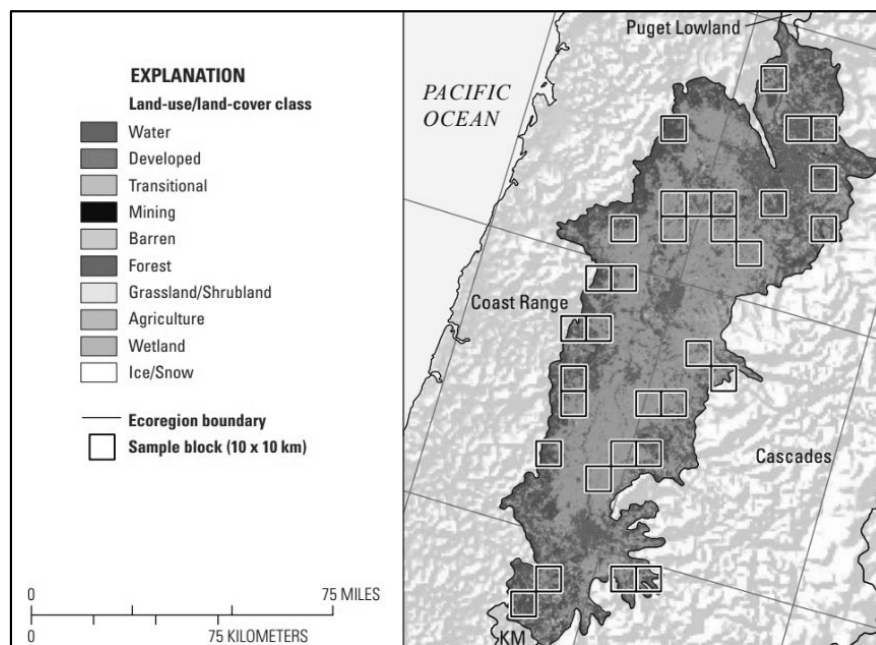 EXPLANATION
Land-use/land-cover class
Water
Developed
Transitional
Mining
Barren
Forest
Grassland/Shrubland
Agriculture
Wetland
Ice/Snow
Ecoregion boundary
Sample block (10 x 10 km)
0 75 MILES
0 75 KILOMETERS
Puget Lowland
PACIFIC
OCEAN
Coast Range
Cascades
KM